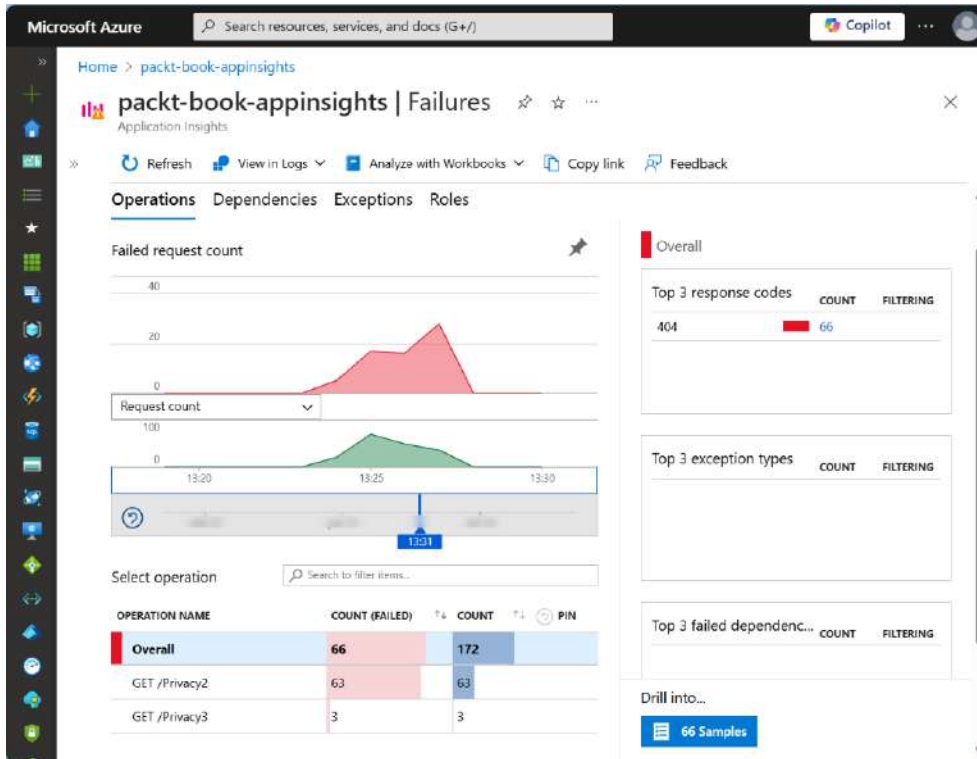 Microsoft Azure
Search resources, services, and docs (G+/)
Copilot
Home > packt-book-appinsights
packt-book-appinsights | Failures
Application Insights
Refresh
View in Logs
Analyze with Workbooks
Copy link
Feedback
Operations Dependencies Exceptions Roles
Failed request count
40
20
0
Request count
100
0
13:20 13:25 13:30
13:31
Select operation
Search to filter items...
OPERATION NAME COUNT (FAILED) COUNT PIN
Overall 66 172
GET /Privacy2 63 63
GET /Privacy3 3 3
Overall
Top 3 response codes COUNT FILTERING
404 66
Top 3 exception types COUNT FILTERING
Top 3 failed dependenc... COUNT FILTERING
Drill into...
66 Samples